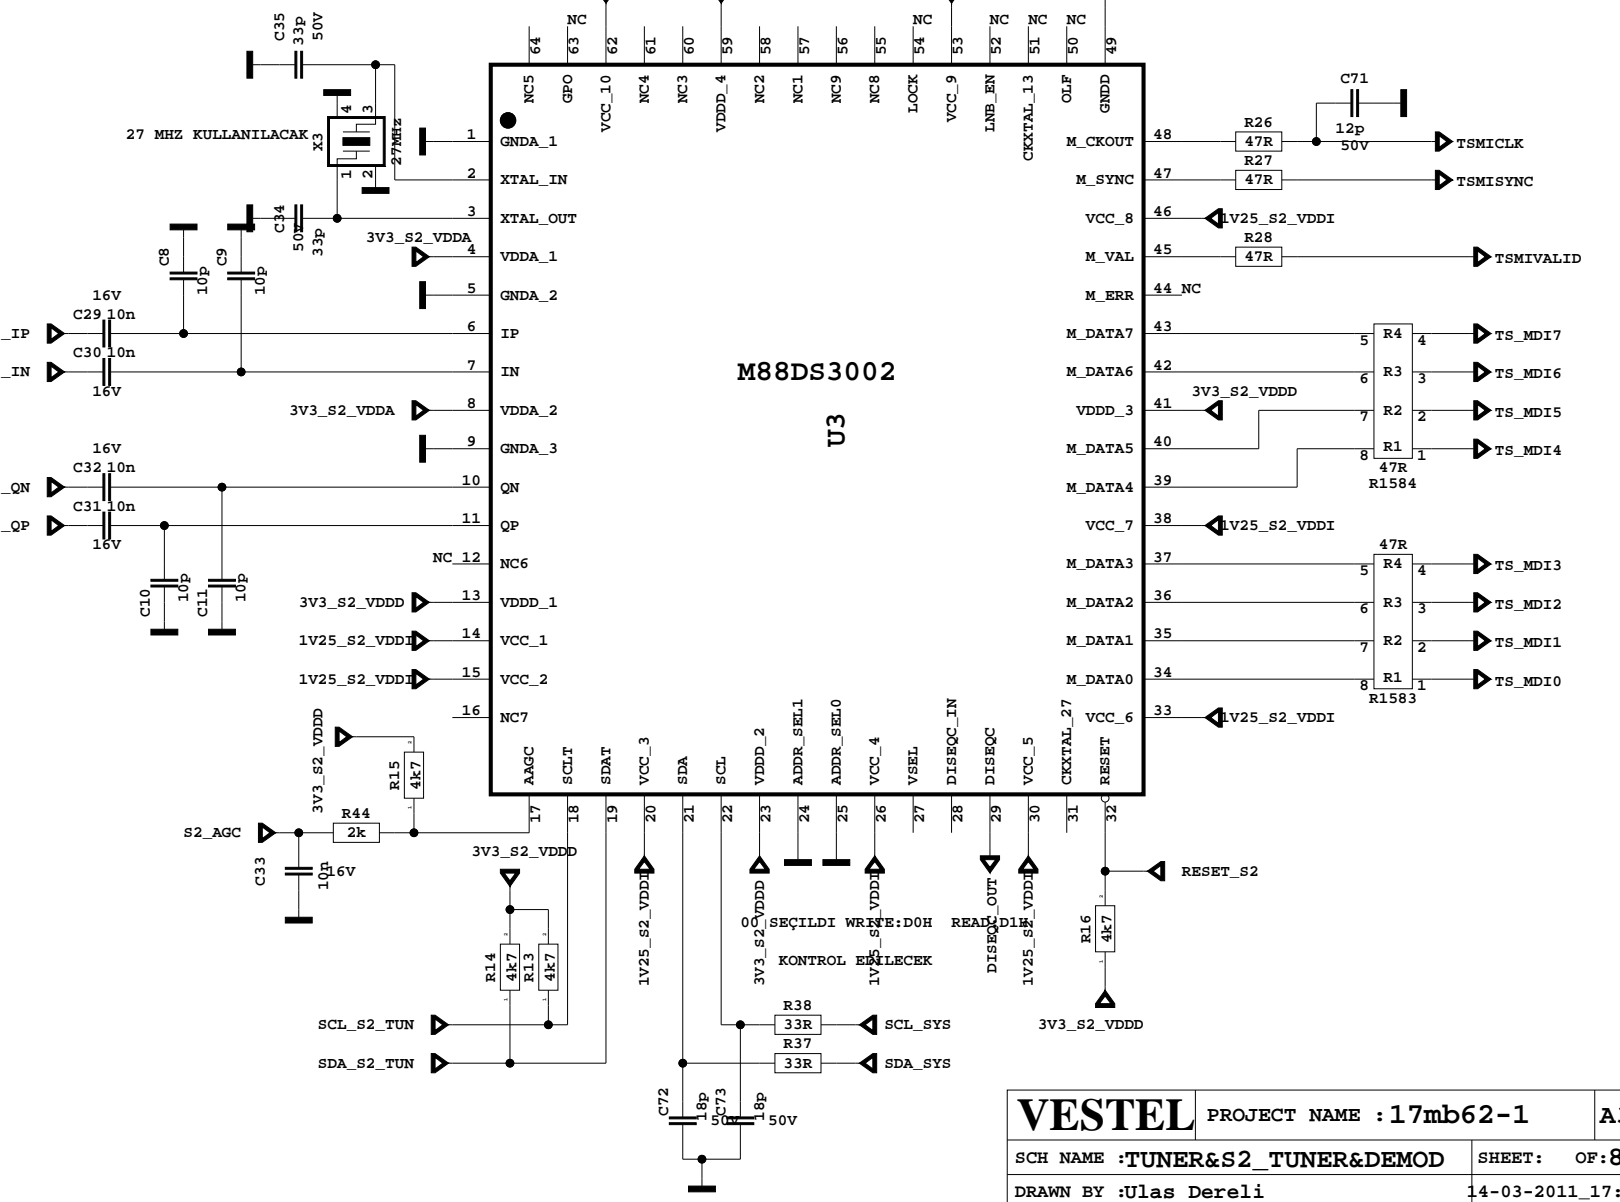 C35 33p 50V
NC
NC
NC
NC
NC
64
63
62
61
60
59
58
57
56
55
54
53
52
51
50
49
NC5
GPO
VCC_10
NC4
NC3
VDDD_4
NC2
NC1
NC9
NC8
LOCK
VCC_9
LNB_EN
CKXTAL_13
OLF
GNDD
27 MHZ KULLANILACAK
X3
4
3
1
2
27MHz
C34
50V
33p
1 GNDA_1
2 XTAL_IN
3 XTAL_OUT
3V3_S2_VDDA
4 VDDA_1
5 GNDA_2
6 IP
7 IN
3V3_S2_VDDA
8 VDDA_2
9 GNDA_3
10 QN
11 QP
NC 12 NC6
3V3_S2_VDDD 13 VDDD_1
1V25_S2_VDDI 14 VCC_1
1V25_S2_VDDI 15 VCC_2
16 NC7
C8 10p
C9 10p
16V
C29 10n
_IP
C30 10n
_IN
16V
16V
C32 10n
_QN
C31 10n
_QP
16V
C10 10p
C11 10p
M88DS3002
U3
C71
12p
50V
M_CKOUT 48
R26
47R
TSMICLK
M_SYNC 47
R27
47R
TSMISYNC
VCC_8 46 1V25_S2_VDDI
M_VAL 45
R28
47R
TSMIVALID
M_ERR 44 NC
M_DATA7 43 5 R4 4 TS_MDI7
M_DATA6 42 6 R3 3 TS_MDI6
VDDD_3 41 3V3_S2_VDDD
7 R2 2 TS_MDI5
M_DATA5 40
8 R1 1 TS_MDI4
47R
R1584
M_DATA4 39
VCC_7 38 1V25_S2_VDDI
47R
M_DATA3 37 5 R4 4 TS_MDI3
M_DATA2 36 6 R3 3 TS_MDI2
M_DATA1 35 7 R2 2 TS_MDI1
M_DATA0 34 8 R1 1 TS_MDI0
R1583
VCC_6 33 1V25_S2_VDDI
AAGC
SCLT
SDAT
VCC_3
SDA
SCL
VDDD_2
ADDR_SEL1
ADDR_SEL0
VCC_4
VSEL
DISEQC_IN
DISEQC
VCC_5
CKXTAL_27
RESET
17
18
19
20
21
22
23
24
25
26
27
28
29
30
31
32
3V3_S2_VDDD
R15
4k7
2
1
S2_AGC
R44
2k
C33
10n
16V
3V3_S2_VDDD
R14
4k7
2
1
R13
4k7
2
1
SCL_S2_TUN
SDA_S2_TUN
1V25_S2_VDDI
3V3_S2_VDDD
1V25_S2_VDDI
DISEQC_OUT
1V25_S2_VDDI
00 SEÇILDI WRITE:D0H READ:D1H
KONTROL EDILECEK
RESET_S2
R16
4k7
2
1
3V3_S2_VDDD
R38
33R
SCL_SYS
R37
33R
SDA_SYS
C72
18p
50V
C73
18p
50V
VESTEL PROJECT NAME :17mb62-1
SCH NAME :TUNER&S2_TUNER&DEMOD SHEET: OF:8
DRAWN BY :Ulas Dereli 14-03-2011_17: